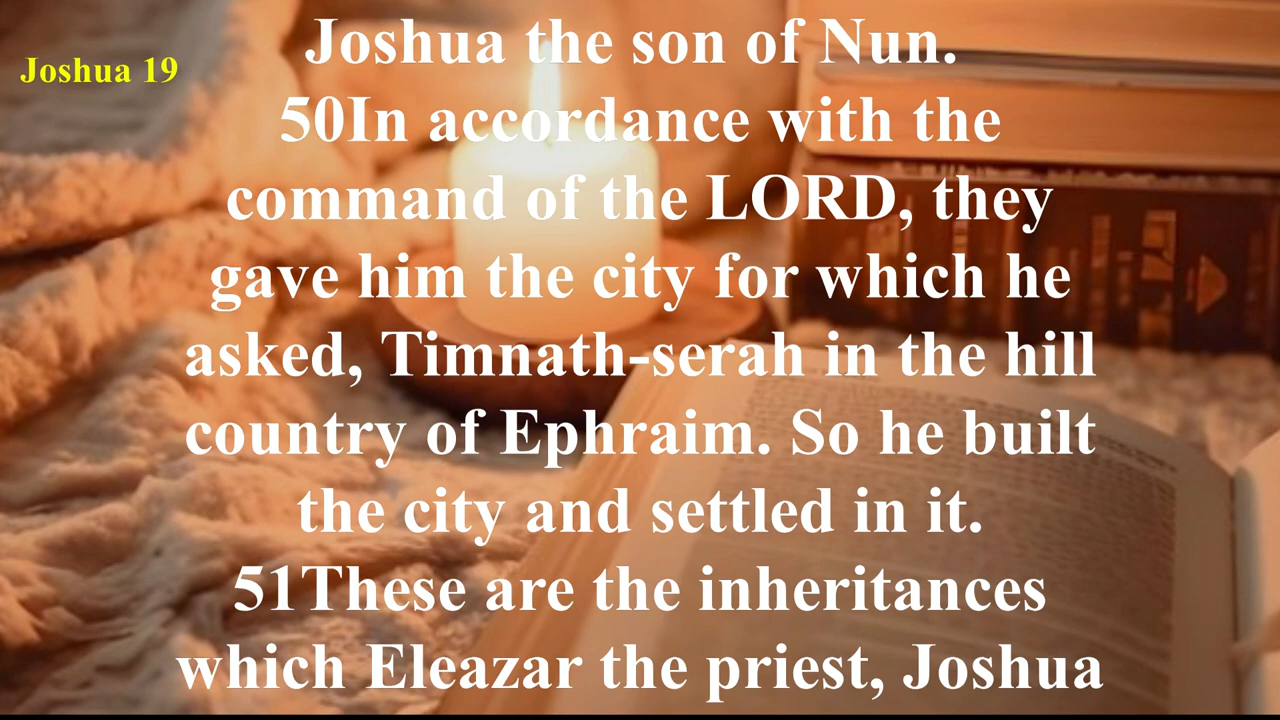 Joshua the son of Nun.
Joshua 19
50In accordance with the
command of the LORD, they
gave him the city for which he
asked, Timnath-serah in the hill
country of Ephraim. So he built
the city and settled in it.
51These are the inheritances
which Eleazar the priest, Joshua